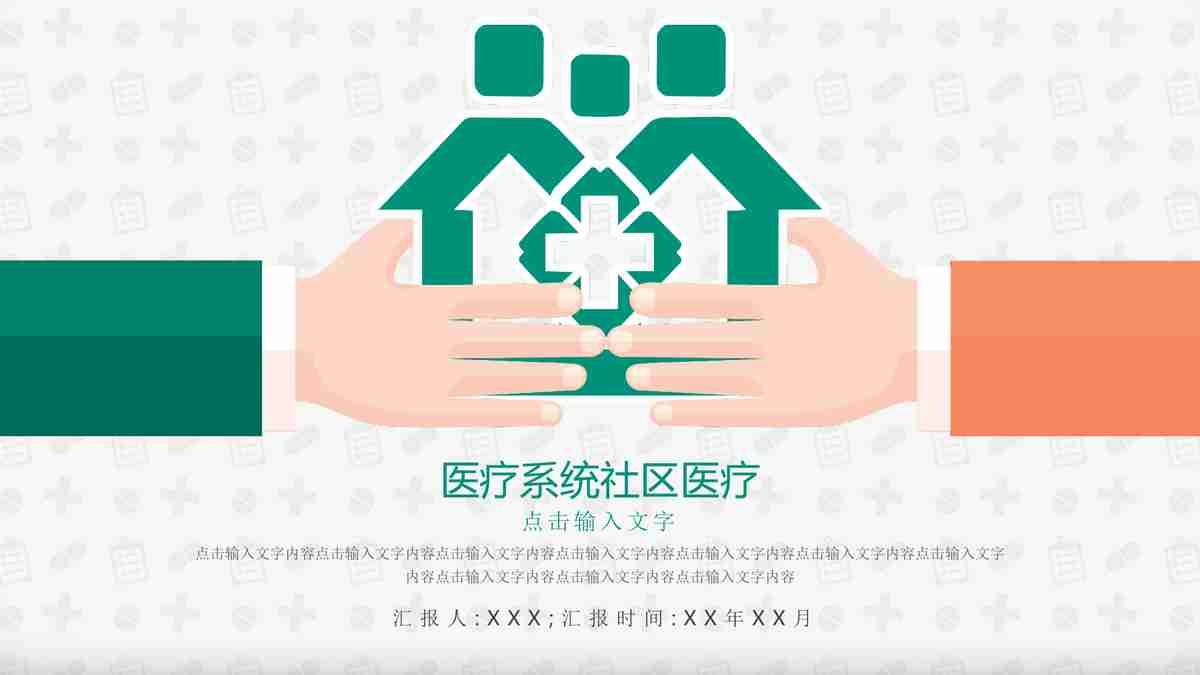 医疗系统社区医疗
点击输入文字
点击输入文字内容点击输入文字内容点击输入文字内容点击输入文字内容点击输入文字内容点击输入文字内容点击输入文字
内容点击输入文字内容点击输入文字内容点击输入文字内容
汇报人:XXX;汇报时间:XX年XX月